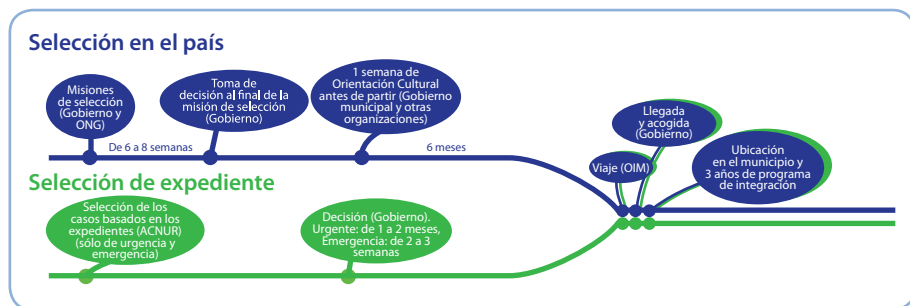 Selección en el país
Misiones
de selección
(Gobierno y
ONG)
De 6 a 8 semanas
Toma de
decisión al final de la
misión de selección
(Gobierno)
1 semana de
Orientación Cultural
antes de partir (Gobierno
municipal y otras
organizaciones)
6 meses
Viaje (OIM)
Llegada
y acogida
(Gobierno)
Ubicación
en el municipio y
3 años de programa
de integración
Selección de expediente
Selección de los
casos basados en los
expedientes (ACNUR)
(sólo de urgencia y
emergencia)
Decisión (Gobierno).
Urgente: de 1 a 2 meses,
Emergencia: de 2 a 3
semanas